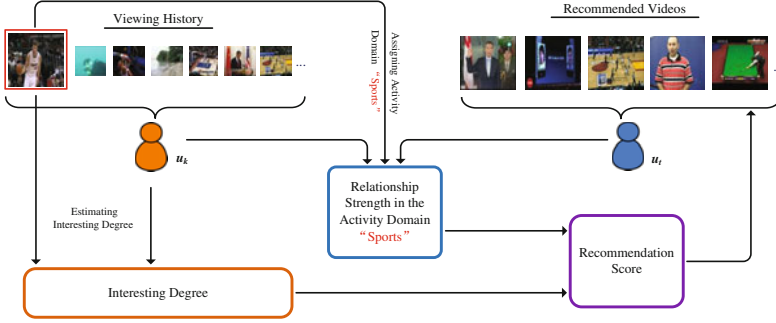 Viewing History
Recommended Videos
...
Assigning Activity
Domain "Sports"
u_k
u_t
Relationship
Strength in the
Activity Domain
"Sports"
Estimating
Interesting Degree
Recommendation
Score
Interesting Degree